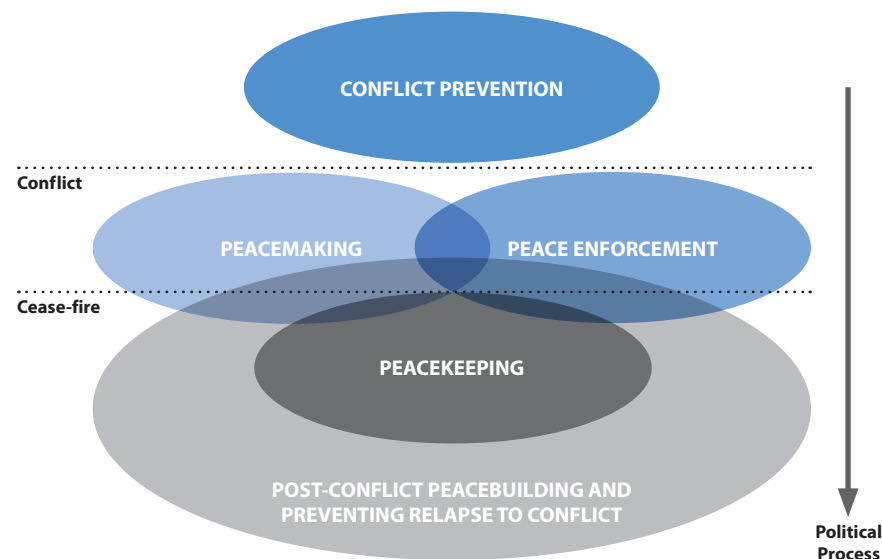 CONFLICT PREVENTION
Conflict
PEACEMAKING
PEACE ENFORCEMENT
Cease-fire
PEACEKEEPING
POST-CONFLICT PEACEBUILDING AND
PREVENTING RELAPSE TO CONFLICT
Political
Process